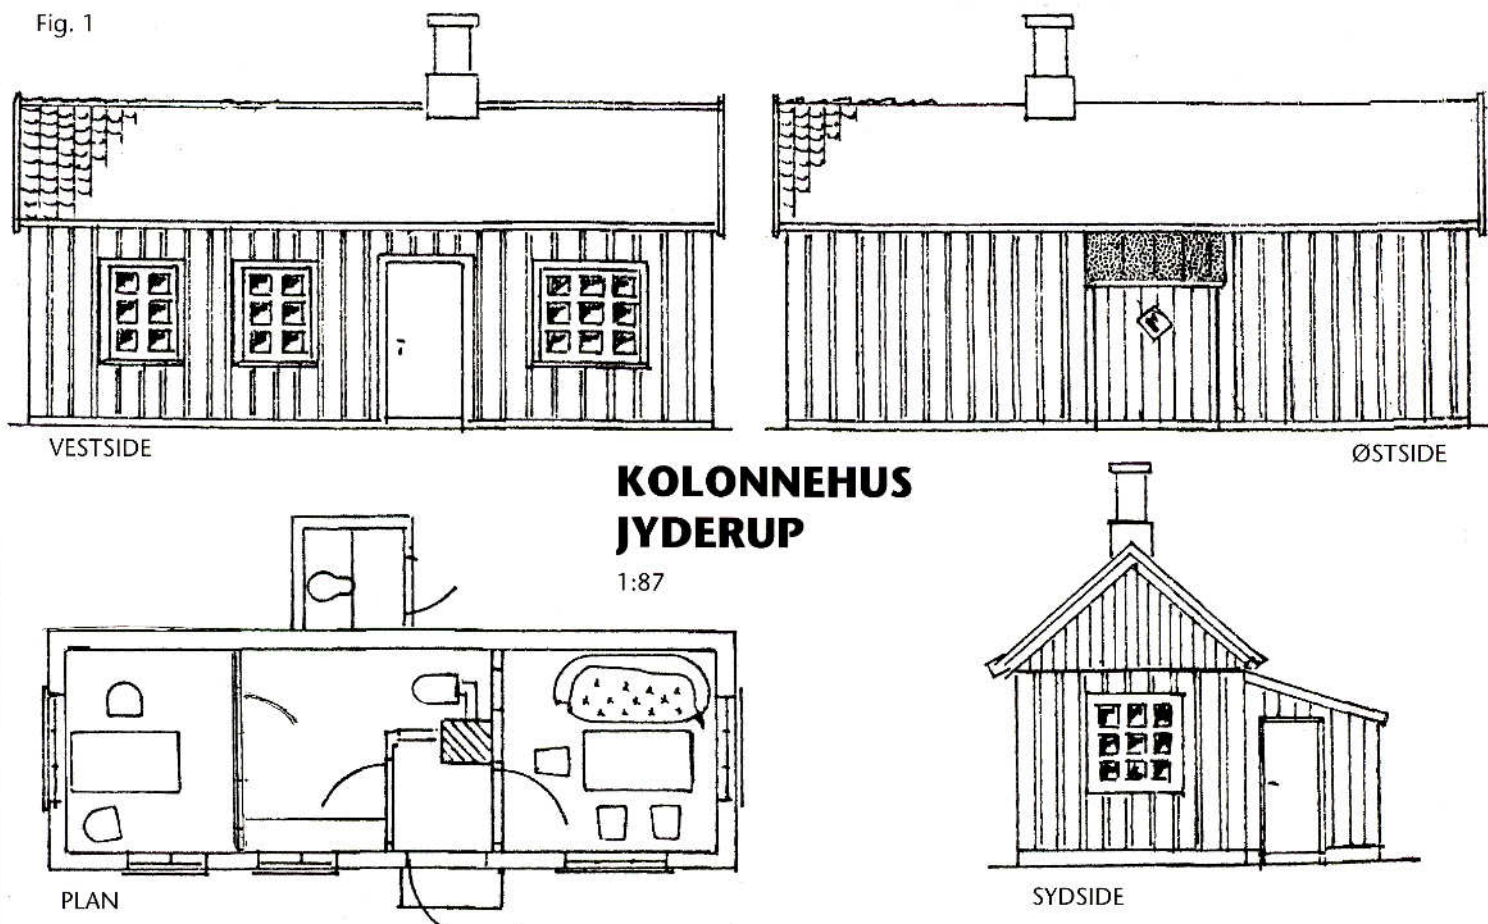 Fig. 1
VESTSIDE
ØSTSIDE
KOLONNEHUS
JYDERUP
1:87
PLAN
SYDSIDE